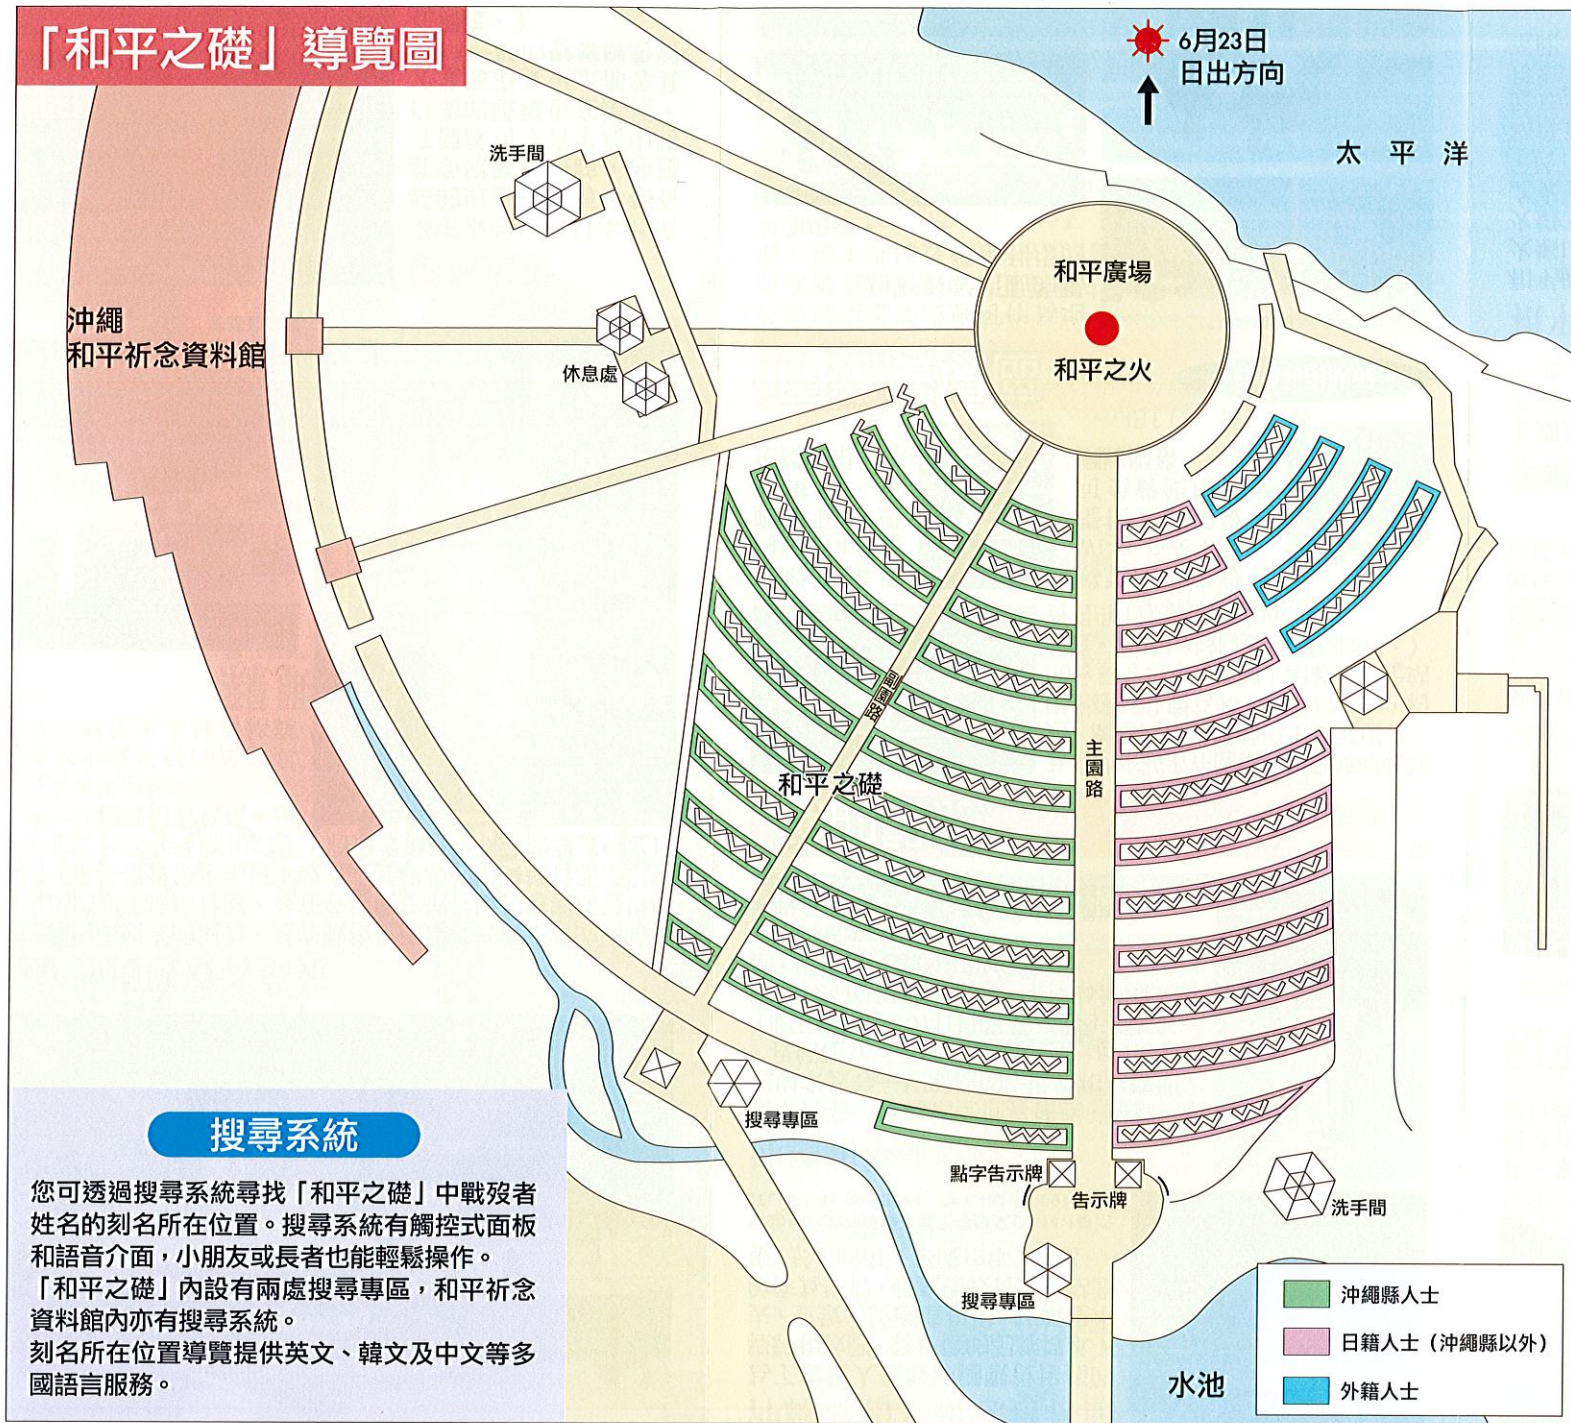 「和平之礎」導覽圖
6月23日
日出方向
太平洋
洗手間
和平廣場
和平之火
沖繩
和平祈念資料館
休息處
副園路
主園路
和平之礎
搜尋專區
點字告示牌
告示牌
洗手間
搜尋專區
水池
搜尋系統
您可透過搜尋系統尋找「和平之礎」中戰歿者
姓名的刻名所在位置。搜尋系統有觸控式面板
和語音介面，小朋友或長者也能輕鬆操作。
「和平之礎」內設有兩處搜尋專區，和平祈念
資料館內亦有搜尋系統。
刻名所在位置導覽提供英文、韓文及中文等多
國語言服務。
沖繩縣人士
日籍人士（沖繩縣以外）
外籍人士